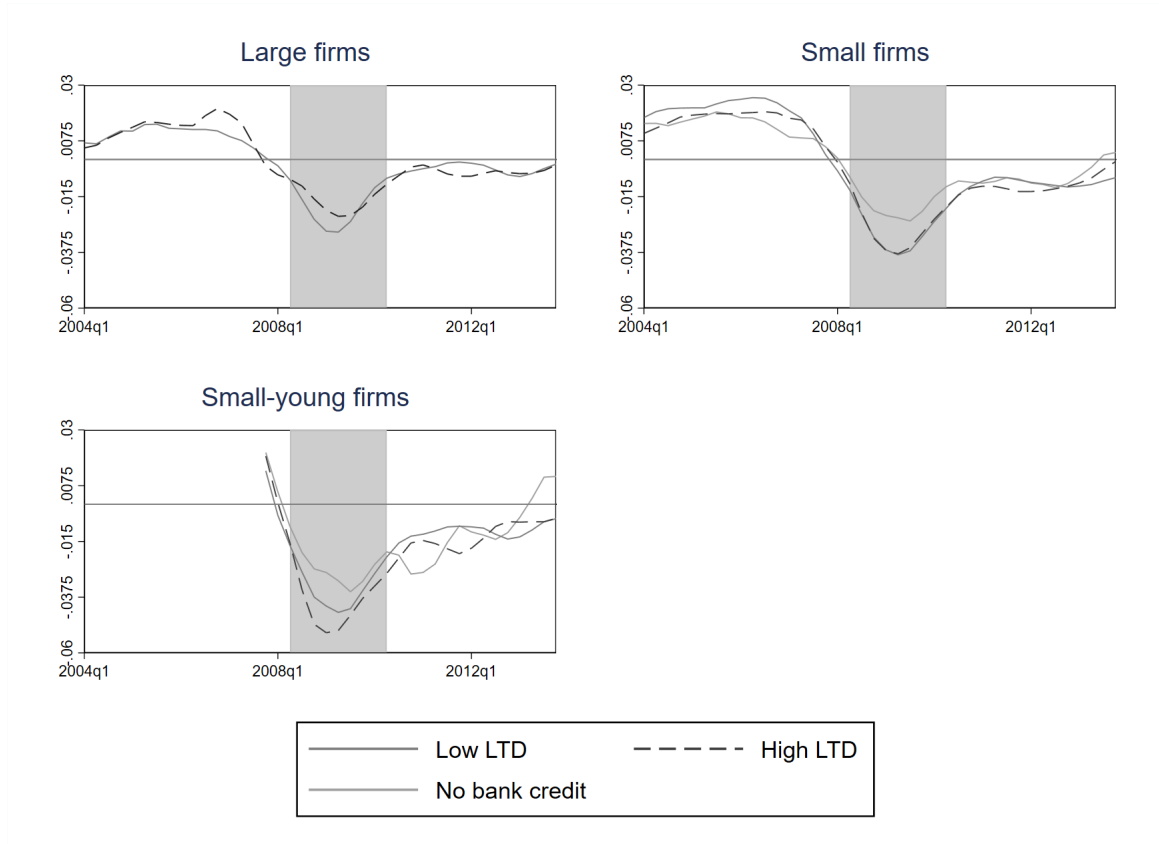 Large firms
.03
.0075
-.015
-.0375
-.06
2004q1
2008q1
2012q1
Small firms
.03
.0075
-.015
-.0375
-.06
2004q1
2008q1
2012q1
Small-young firms
.03
.0075
-.015
-.0375
-.06
2004q1
2008q1
2012q1
Low LTD
High LTD
No bank credit